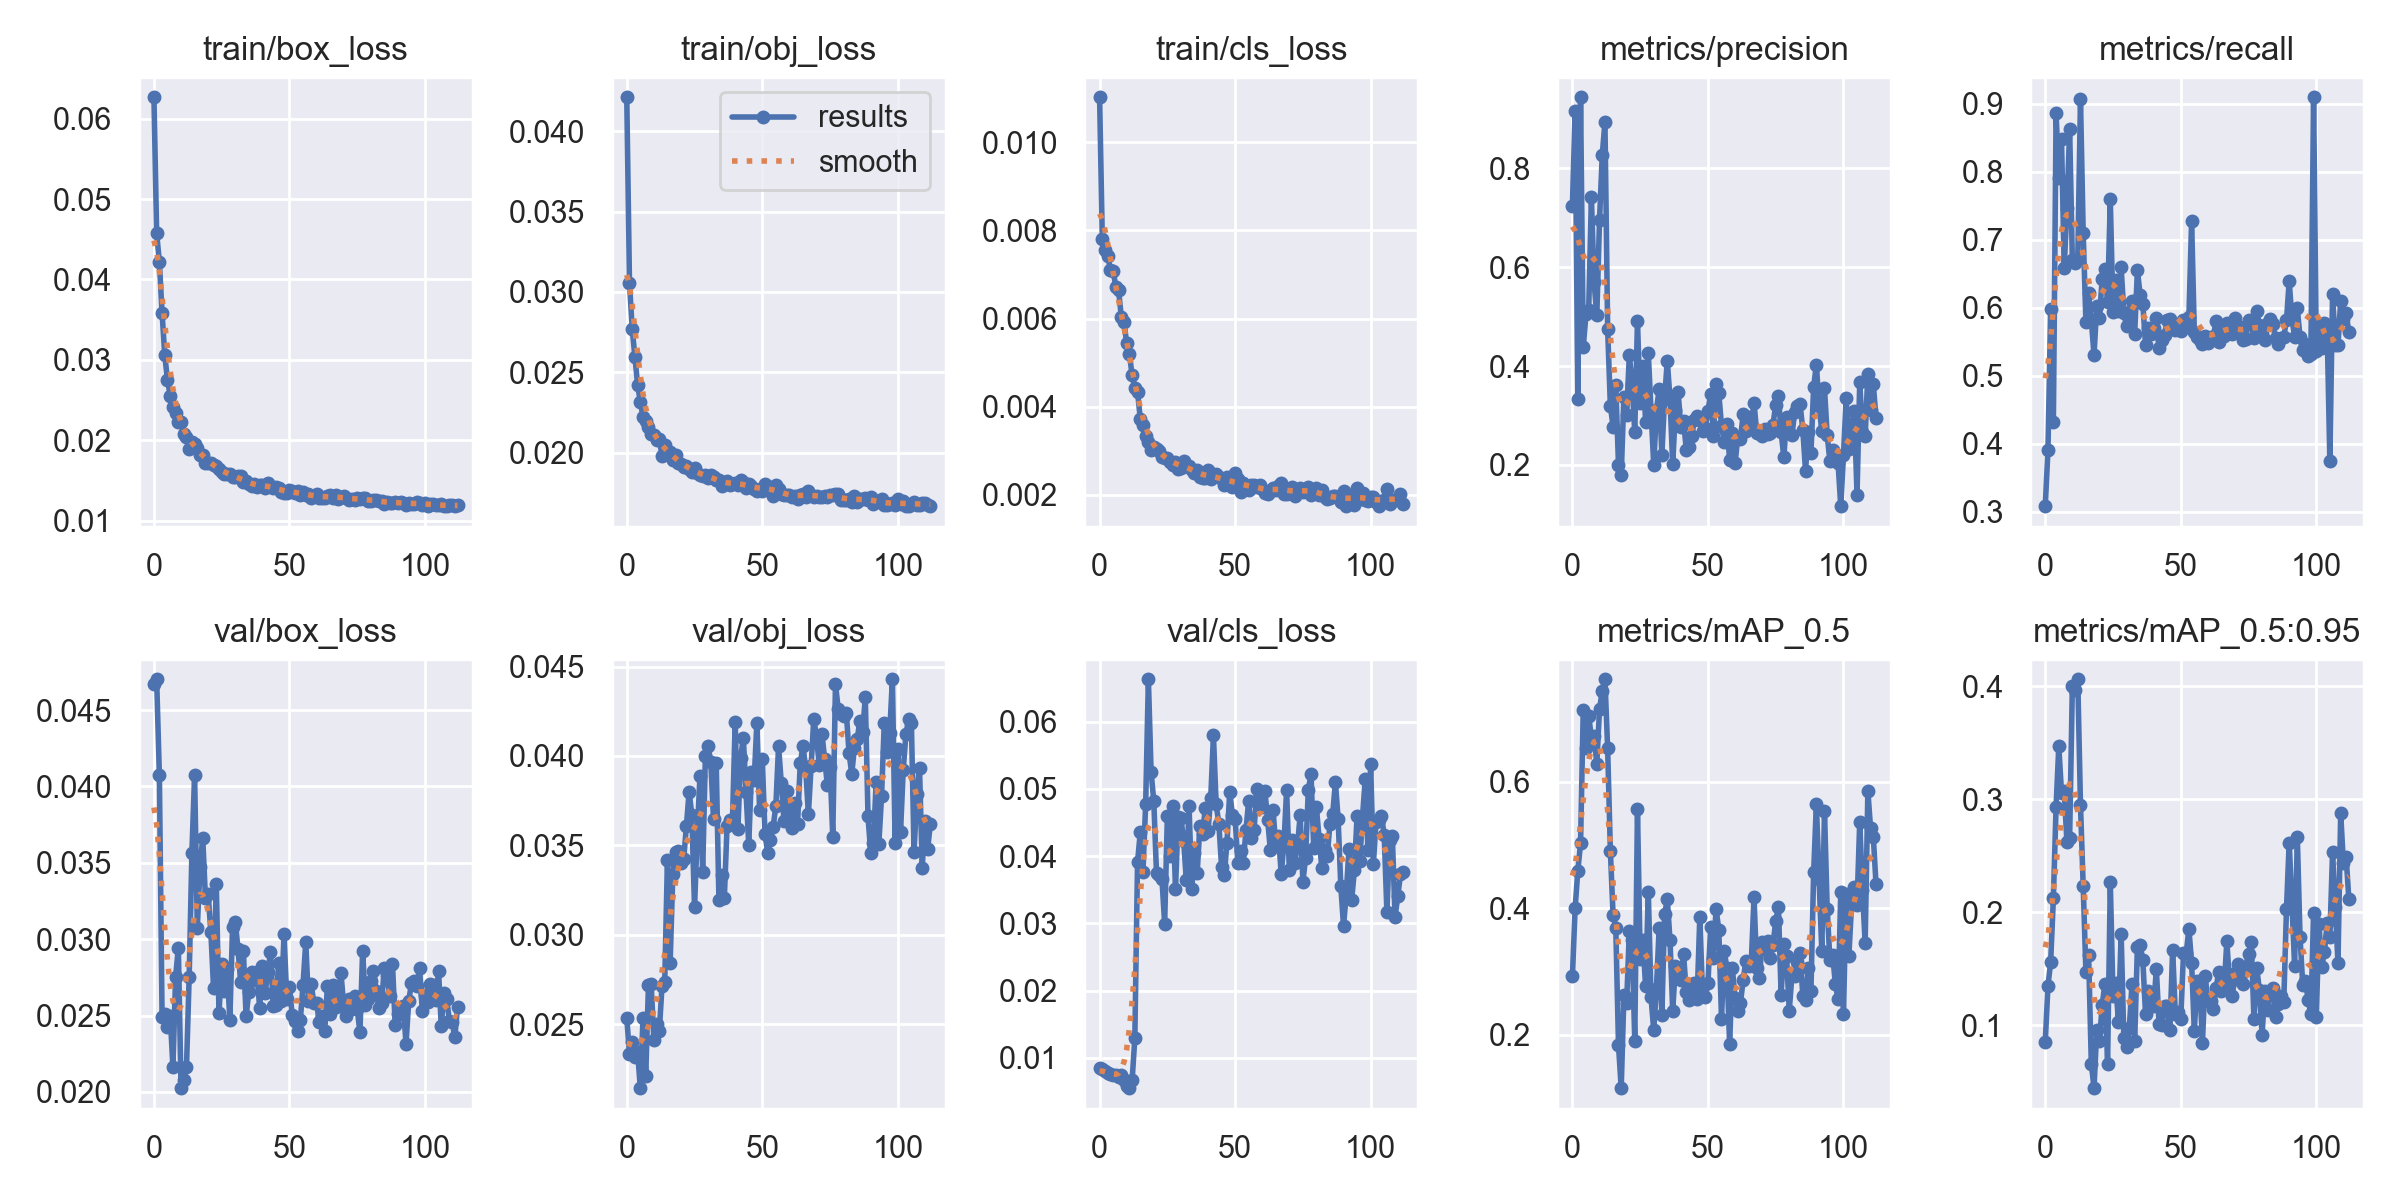 train/box_loss
0.06
0.05
0.04
0.03
0.02
0.01
0 50 100
train/obj_loss
results
smooth
0.040
0.035
0.030
0.025
0.020
0 50 100
train/cls_loss
0.010
0.008
0.006
0.004
0.002
0 50 100
metrics/precision
0.8
0.6
0.4
0.2
0 50 100
metrics/recall
0.9
0.8
0.7
0.6
0.5
0.4
0.3
0 50 100
val/box_loss
0.045
0.040
0.035
0.030
0.025
0.020
0 50 100
val/obj_loss
0.045
0.040
0.035
0.030
0.025
0 50 100
val/cls_loss
0.06
0.05
0.04
0.03
0.02
0.01
0 50 100
metrics/mAP_0.5
0.6
0.4
0.2
0 50 100
metrics/mAP_0.5:0.95
0.4
0.3
0.2
0.1
0 50 100